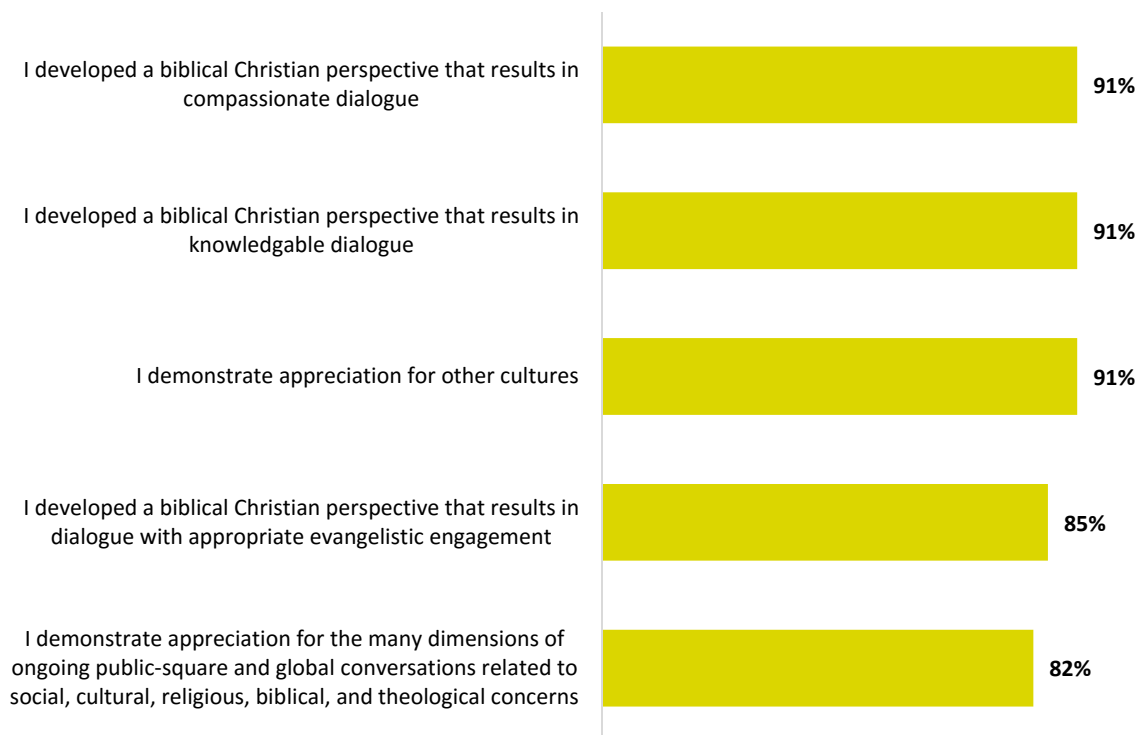 I developed a biblical Christian perspective that results in
compassionate dialogue
91%
I developed a biblical Christian perspective that results in
knowledgable dialogue
91%
I demonstrate appreciation for other cultures
91%
I developed a biblical Christian perspective that results in
dialogue with appropriate evangelistic engagement
85%
I demonstrate appreciation for the many dimensions of
ongoing public-square and global conversations related to
social, cultural, religious, biblical, and theological concerns
82%